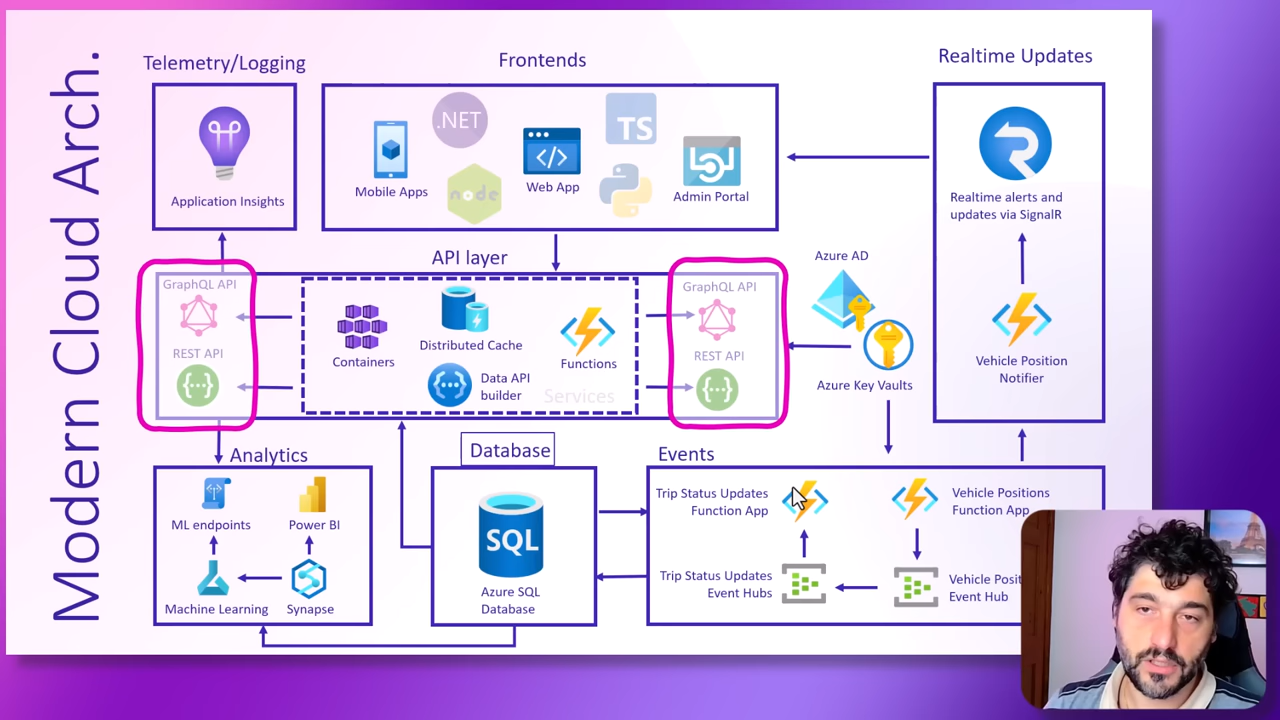 Modern Cloud Arch.
Telemetry/Logging
Application Insights
Frontends
.NET
TS
Mobile Apps
node
Web App
Admin Portal
Realtime Updates
Realtime alerts and
updates via SignalR
Vehicle Position
Notifier
API layer
GraphQL API
REST API
Containers
Distributed Cache
Data API
builder
Functions
Services
GraphQL API
REST API
Azure AD
Azure Key Vaults
Analytics
ML endpoints
Power BI
Machine Learning
Synapse
Database
SQL
Azure SQL
Database
Events
Trip Status Updates
Function App
Vehicle Positions
Function App
Trip Status Updates
Event Hubs
Vehicle
Event Hub